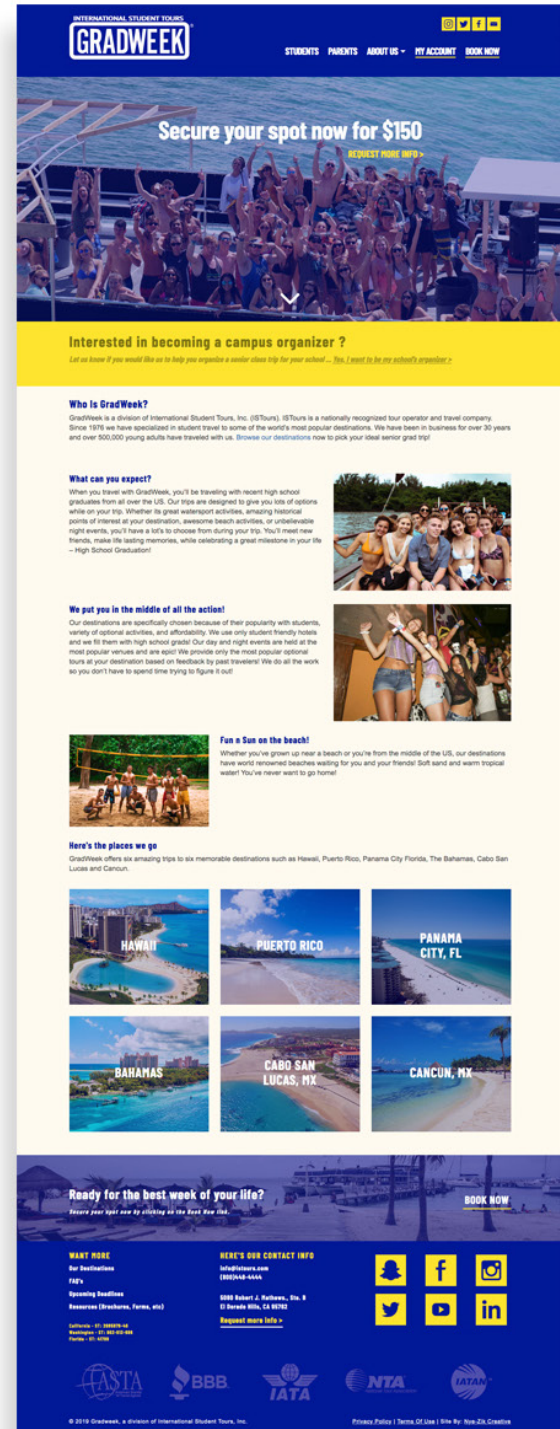 INTERNATIONAL STUDENT TOURS
GRADWEEK
STUDENTS PARENTS ABOUT US MY ACCOUNT BOOK NOW
Secure your spot now for $150
REQUEST MORE INFO >
Interested in becoming a campus organizer ?
Let us know if you would like us to help you organize a senior class trip for your school ... Yes, I want to be my school's organizer >
Who Is GradWeek?
GradWeek is a division of International Student Tours, Inc. (ISTours). ISTours is a nationally recognized tour operator and travel company.
Since 1976 we have specialized in student travel to some of the world's most popular destinations. We have been in business for over 30 years
and over 500,000 young adults have traveled with us. Browse our destinations now to pick your ideal senior grad trip!
What can you expect?
When you travel with GradWeek, you'll be traveling with recent high school
graduates from all over the US. Our trips are designed to give you lots of options
while on your trip. Whether its great watersport activities, amazing historical
points of interest at your destination, awesome beach activities, or unbelievable
night events, you'll have a lot's to choose from during your trip. You'll meet new
friends, make life lasting memories, while celebrating a great milestone in your life
– High School Graduation!
We put you in the middle of all the action!
Our destinations are specifically chosen because of their popularity with students,
variety of optional activities, and affordability. We use only student friendly hotels
and we fill them with high school grads! Our day and night events are held at the
most popular venues and are epic! We provide only the most popular optional
tours at your destination based on feedback by past travelers! We do all the work
so you don't have to spend time trying to figure it out!
Fun n Sun on the beach!
Whether you've grown up near a beach or you're from the middle of the US, our destinations
have world renowned beaches waiting for you and your friends! Soft sand and warm tropical
water! You've never want to go home!
Here's the places we go
GradWeek offers six amazing trips to six memorable destinations such as Hawaii, Puerto Rico, Panama City Florida, The Bahamas, Cabo San
Lucas and Cancun.
HAWAII
PUERTO RICO
PANAMA
CITY, FL
BAHAMAS
CABO SAN
LUCAS, MX
CANCUN, MX
Ready for the best week of your life?
Secure your spot now by clicking on the Book Now link.
BOOK NOW
WANT MORE
Our Destinations
FAQ's
Upcoming Deadlines
Resources (Brochures, Forms, etc)
HERE'S OUR CONTACT INFO
info@istours.com
(800)448-4444
5080 Robert J. Mathews., Ste. B
El Dorado Hills, CA 95762
Request more info >
ASTA
BBB
IATA
NTA
IATAN
© 2019 Gradweek, a division of International Student Tours, Inc.
Privacy Policy | Terms Of Use | Site By: Nye-Zik Creative